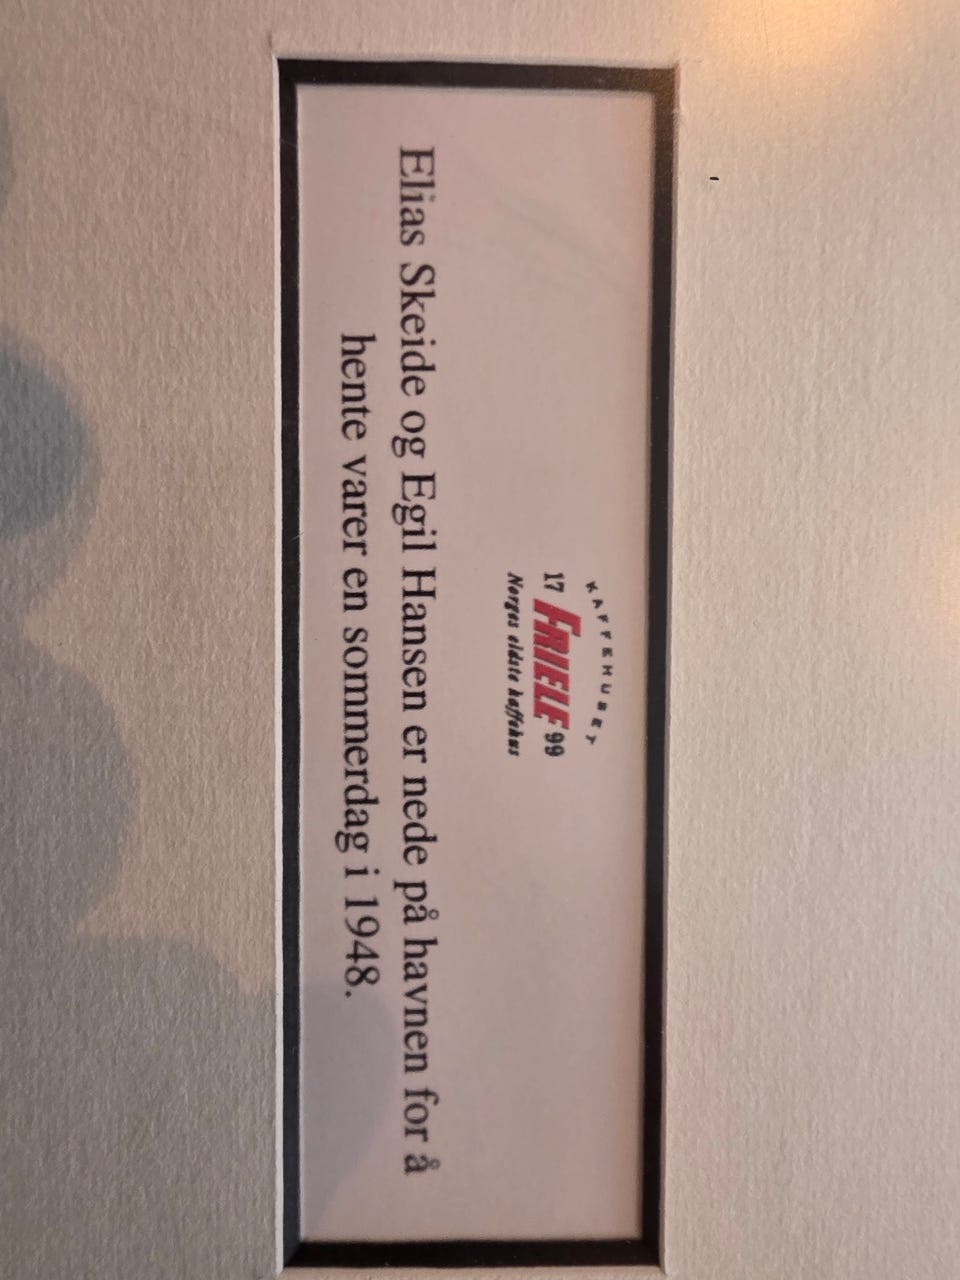 KAFFEHUSET
17 FRIELE 99
Norges eldste kaffehus
Elias Skeide og Egil Hansen er nede på havnen for å
hente varer en sommerdag i 1948.